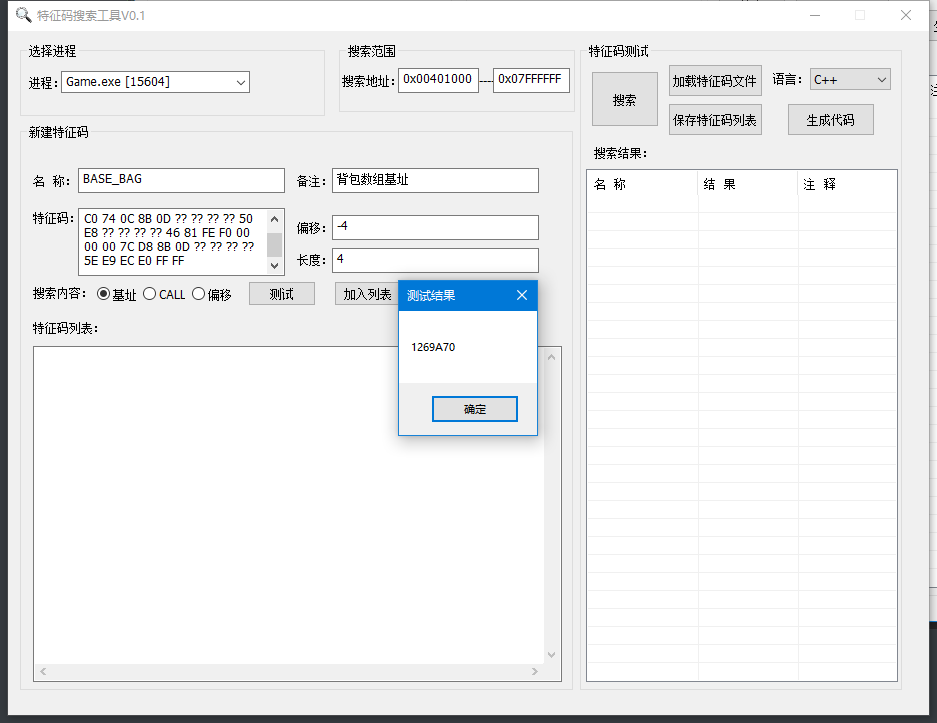 特征码搜索工具V0.1
选择进程
进程: Game.exe [15604]
搜索范围
搜索地址: 0x00401000 ---- 0x07FFFFFF
特征码测试
搜索
加载特征码文件
语言: C++
保存特征码列表
生成代码
新建特征码
名 称: BASE_BAG
备注: 背包数组基址
特征码: C0 74 0C 8B 0D ?? ?? ?? ?? 50
E8 ?? ?? ?? ?? 46 81 FE F0 00
00 00 7C D8 8B 0D ?? ?? ?? ??
5E E9 EC E0 FF FF
偏移: -4
长度: 4
搜索内容: 基址 CALL 偏移 测试 加入列表
特征码列表:
测试结果
1269A70
确定
搜索结果:
名 称 结 果 注 释